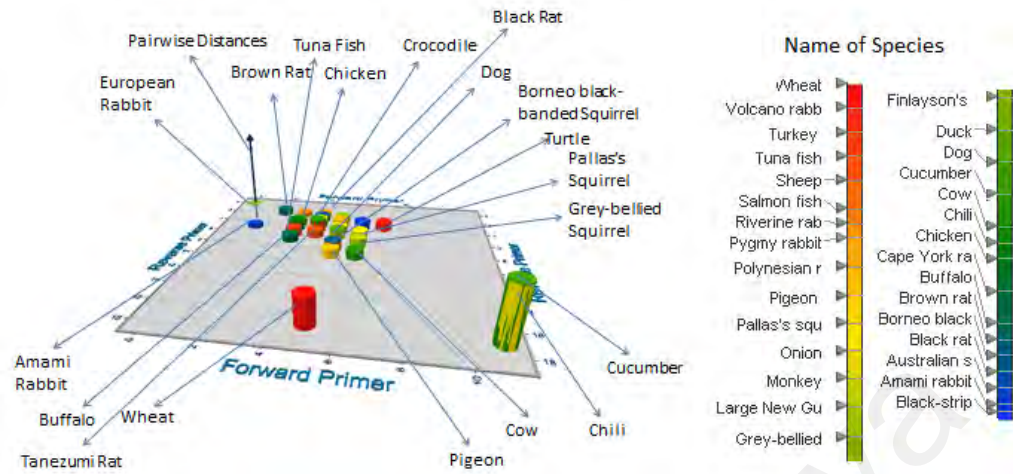 Black Rat
Pairwise Distances
Tuna Fish
Crocodile
European
Rabbit
Brown Rat
Chicken
Dog
Borneo black-
banded Squirrel
Turtle
Pallas's
Squirrel
Grey-bellied
Squirrel
Forward Primer
Amami
Rabbit
Buffalo
Wheat
Tanezumi Rat
Cow
Pigeon
Chili
Cucumber
Name of Species
Wheat
Volcano rabb
Turkey
Tuna fish
Sheep
Salmon fish
Riverine rab
Pygmy rabbit
Polynesian r
Pigeon
Pallas's squ
Onion
Monkey
Large New Gu
Grey-bellied
Finlayson's
Duck
Dog
Cucumber
Cow
Chili
Chicken
Cape York ra
Buffalo
Brown rat
Borneo black
Black rat
Australian s
Amami rabbit
Black-strip